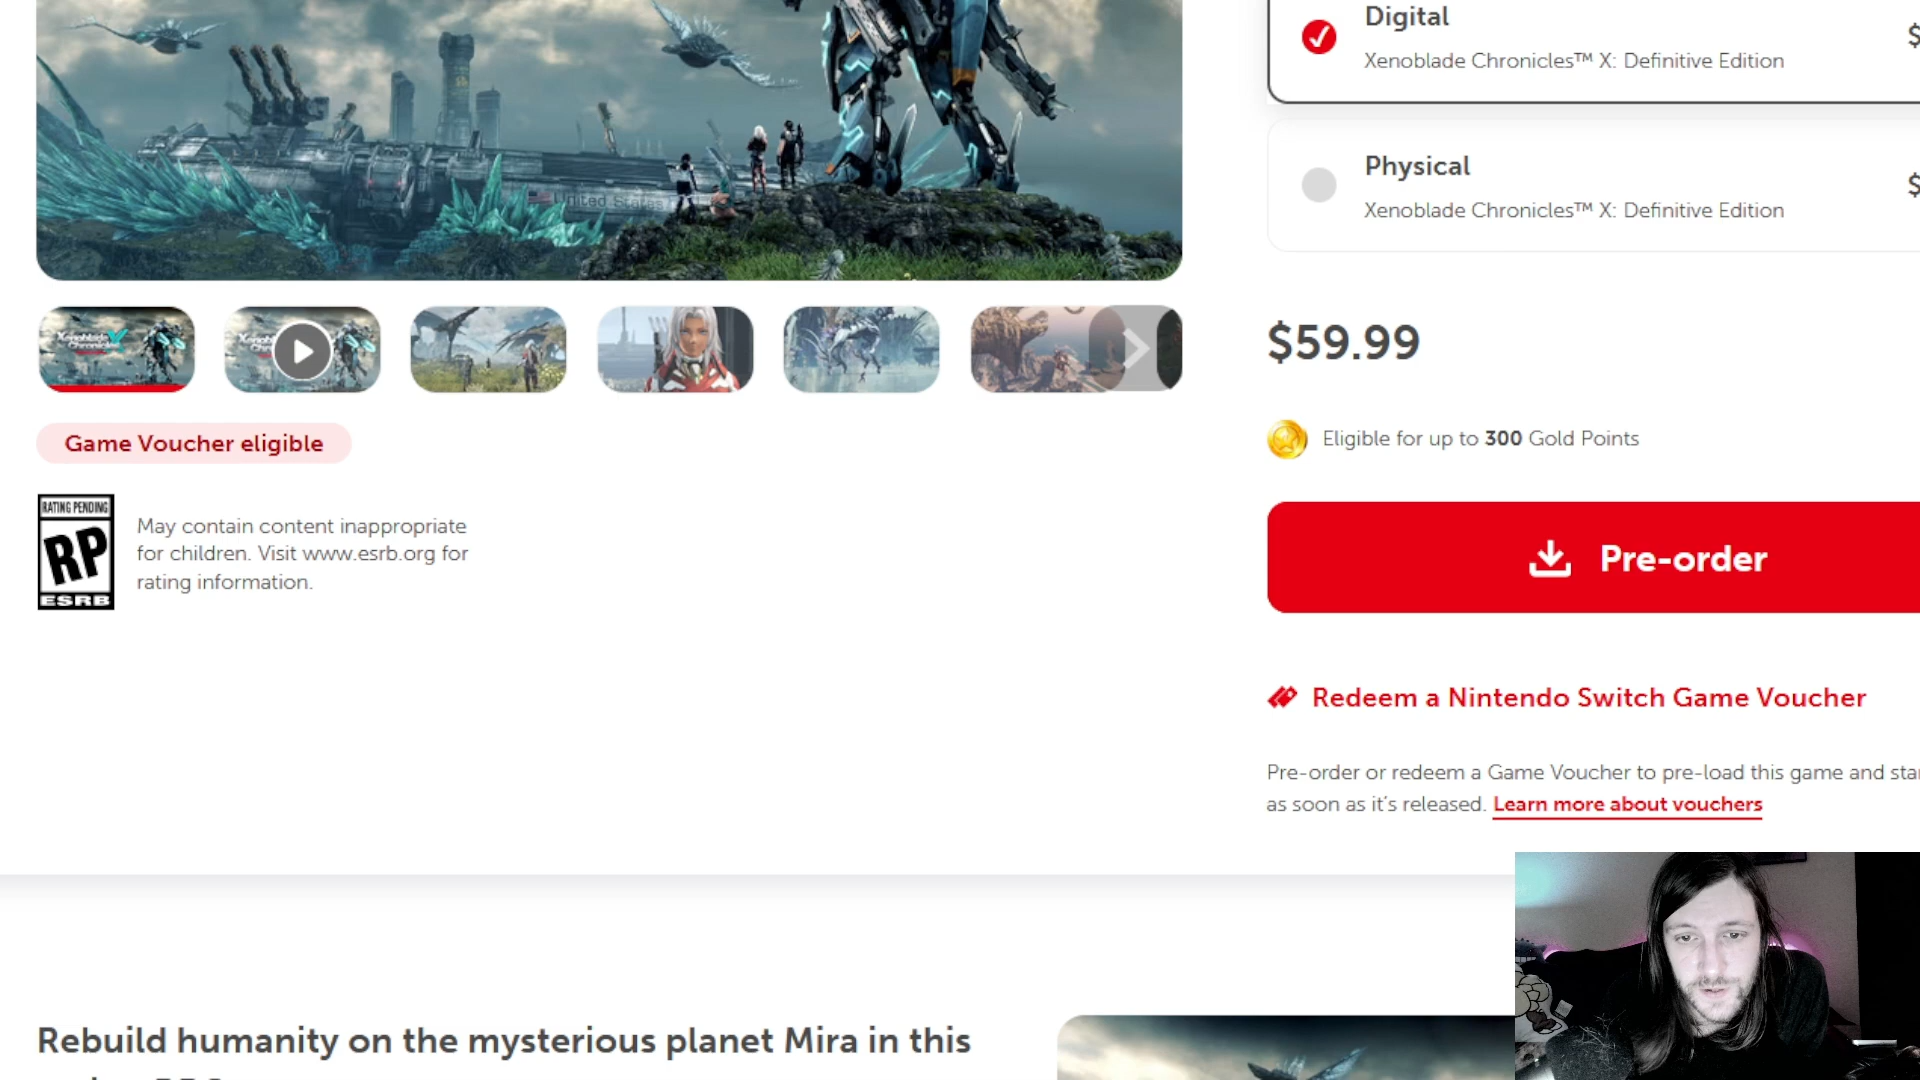 Digital
$
Xenoblade Chronicles™ X: Definitive Edition
United States
Physical
$
Xenoblade Chronicles™ X: Definitive Edition
Xenoblade
Chronicles
$59.99
Game Voucher eligible
Eligible for up to 300 Gold Points
RATING PENDING
RP
ESRB
May contain content inappropriate
for children. Visit www.esrb.org for
rating information.
Pre-order
Redeem a Nintendo Switch Game Voucher
Pre-order or redeem a Game Voucher to pre-load this game and sta
as soon as it's released. Learn more about vouchers
Rebuild humanity on the mysterious planet Mira in this